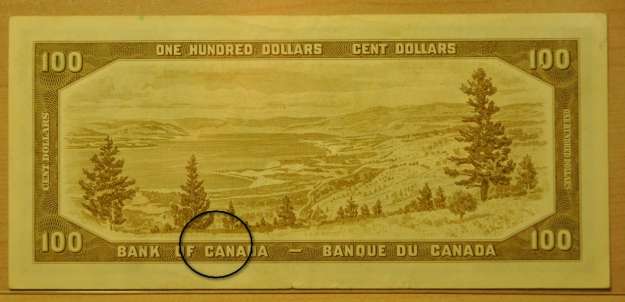 ONE HUNDRED DOLLARS CENT DOLLARS
100 100
CENT DOLLARS
ONE HUNDRED DOLLARS
100 100
BANK OF CANADA — BANQUE DU CANADA